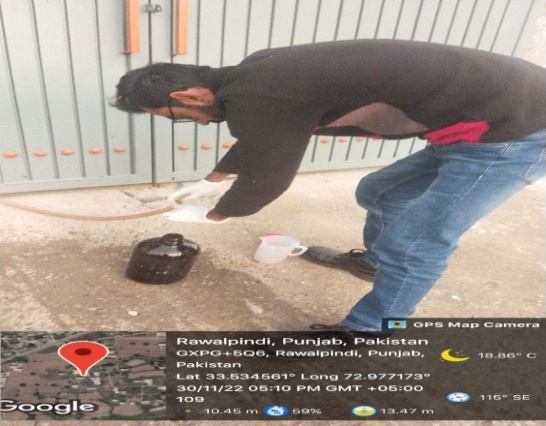 GPS Map Camera
Rawalpindi, Punjab, Pakistan
GXPG+5Q6, Rawalpindi, Punjab,
Pakistan
Lat 33.534561° Long 72.977173°
30/11/22 05:10 PM GMT +05:00
109
18.86° C
10.45 m 59% 13.47 m
115° SE
Google